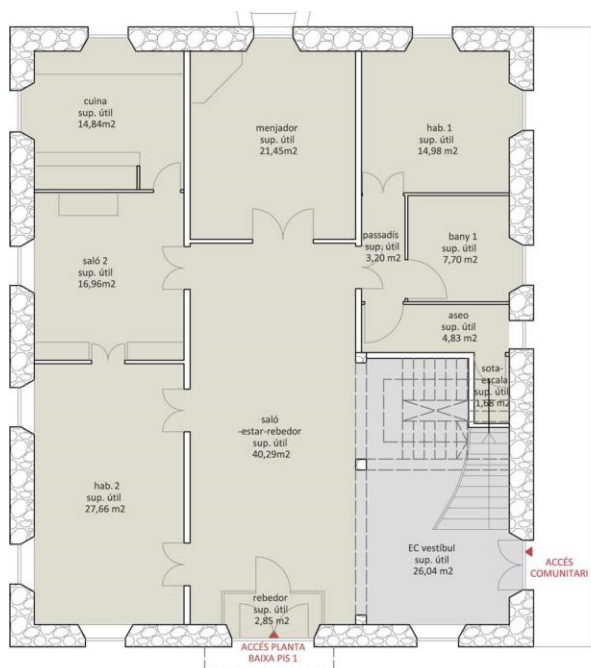 cuina
sup. útil
14,84m2
menjador
sup. útil
21,45m2
hab. 1
sup. útil
14,98 m2
passadís
sup. útil
3,20 m2
bany 1
sup. útil
7,70 m2
saló 2
sup. útil
16,96m2
aseo
sup. útil
4,83 m2
sota-
escala
sup. útil
1,68 m2
saló
-estar-rebedor
sup. útil
40,29m2
hab. 2
sup. útil
27,66 m2
EC vestíbul
sup. útil
26,04 m2
ACCÉS
COMUNITARI
rebedor
sup. útil
2,85 m2
ACCÉS PLANTA
BAIXA PIS 1